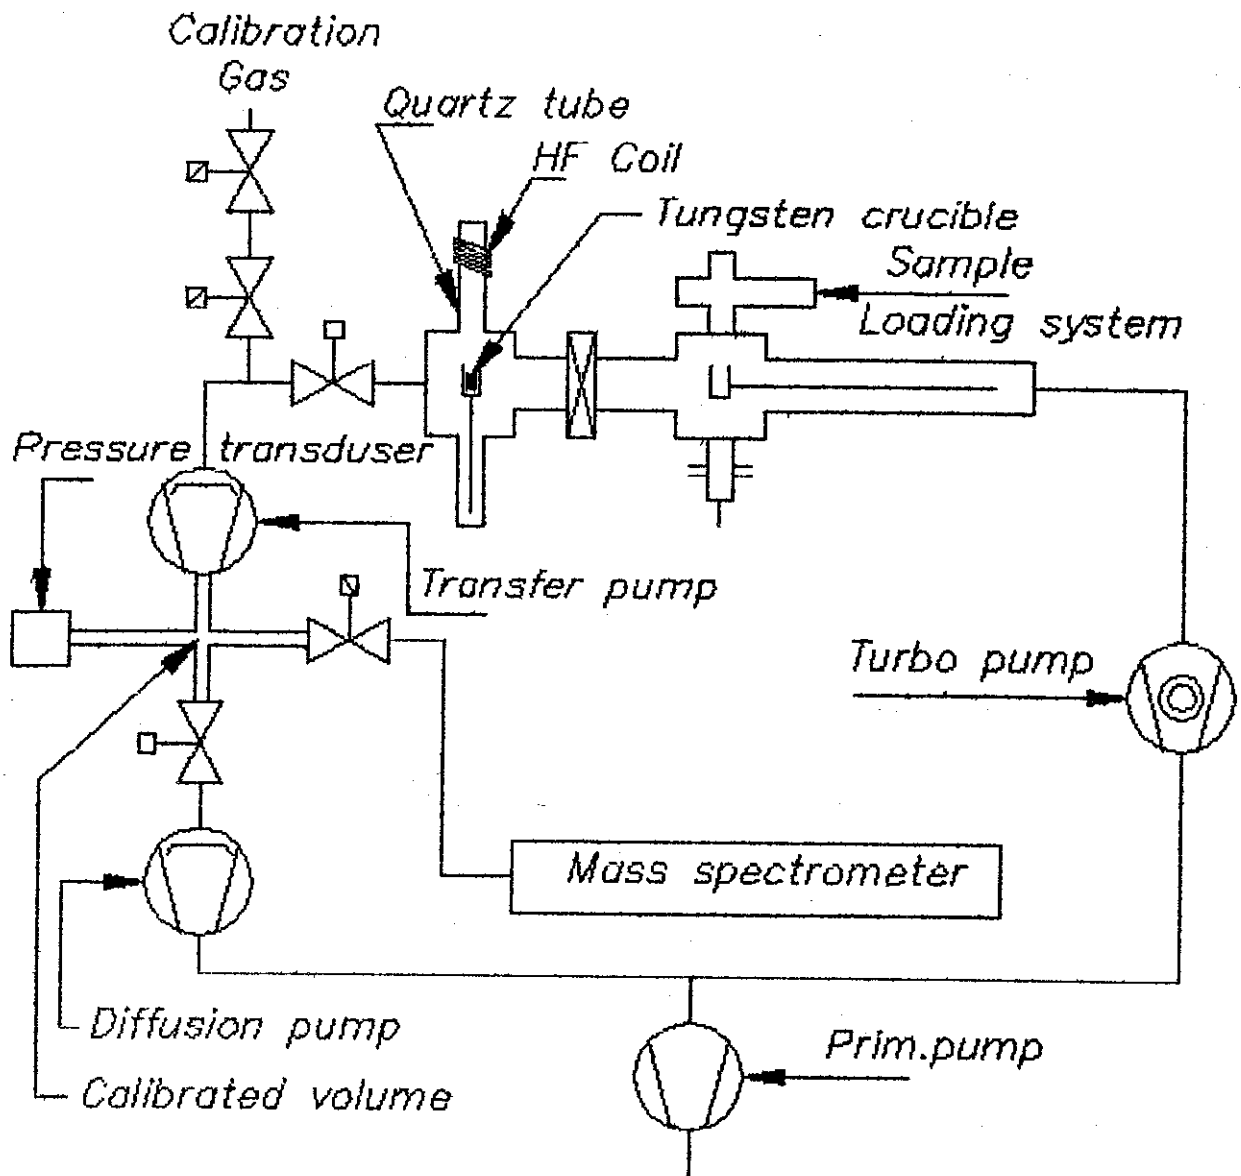 Calibration
Gas
Quartz tube
HF Coil
Tungsten crucible
Sample
Loading system
Pressure transduser
Transfer pump
Turbo pump
Mass spectrometer
Diffusion pump
Prim.pump
Calibrated volume